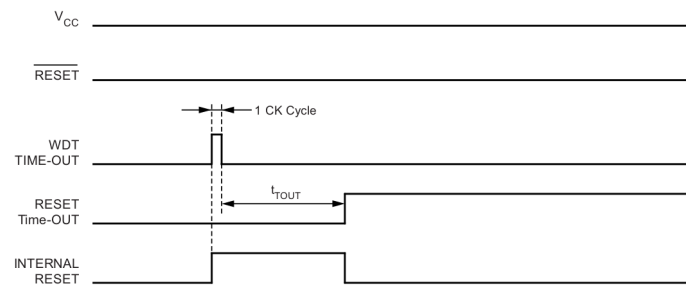 VCC
RESET
1 CK Cycle
WDT
TIME-OUT
tTOUT
RESET
Time-OUT
INTERNAL
RESET